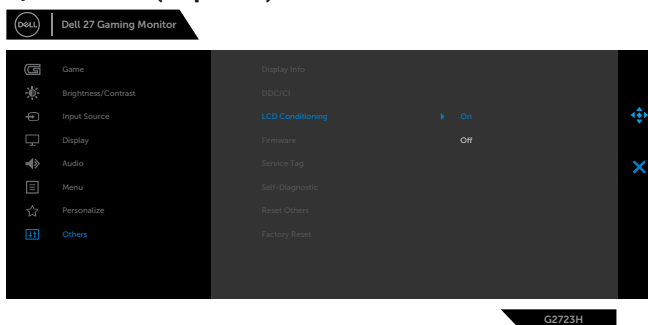 DELL
Dell 27 Gaming Monitor
Game
Brightness/Contrast
Input Source
Display
Audio
Menu
Personalize
Others
Display Info
DDC/CI
LCD Conditioning
Firmware
Service Tag
Self-Diagnostic
Reset Others
Factory Reset
On
Off
G2723H